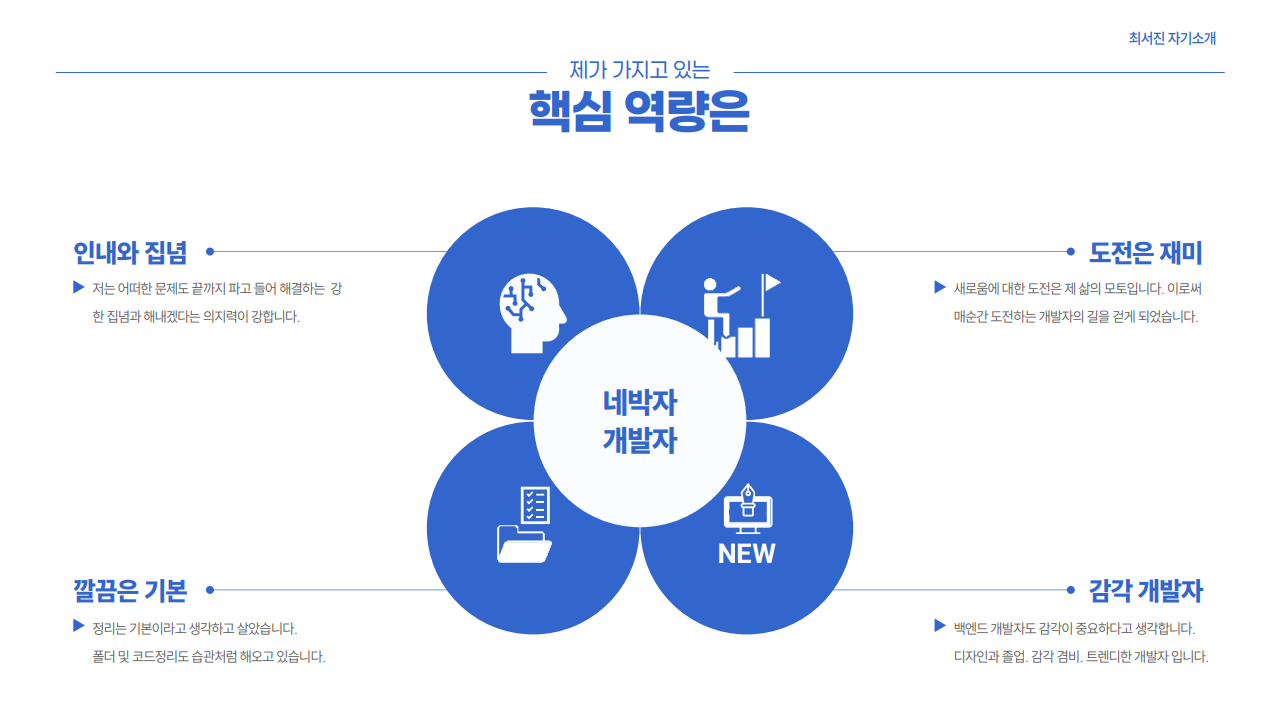 최서진 자기소개
제가 가지고 있는
핵심 역량은
인내와 집념
저는 어떠한 문제도 끝까지 파고 들어 해결하는 강
한 집념과 해내겠다는 의지력이 강합니다.
도전은 재미
새로움에 대한 도전은 제 삶의 모토입니다. 이로써
매순간 도전하는 개발자의 길을 걷게 되었습니다.
네박자
개발자
NEW
깔끔은 기본
정리는 기본이라고 생각하고 살았습니다.
폴더 및 코드정리도 습관처럼 해오고 있습니다.
감각 개발자
백엔드 개발자도 감각이 중요하다고 생각합니다.
디자인과 졸업. 감각 겸비. 트렌디한 개발자 입니다.